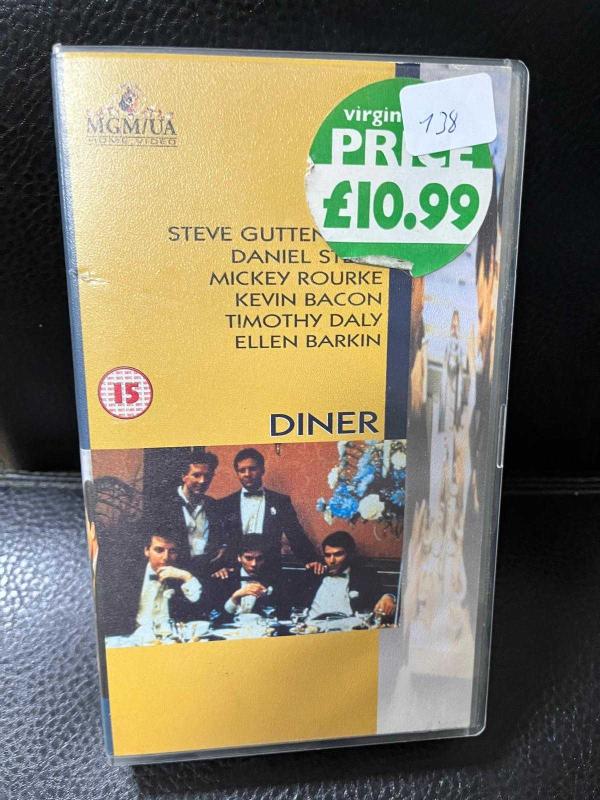 MGM/UA
HOME VIDEO
virgin
PRICE
£10.99
138
STEVE GUTTEN
DANIEL STE
MICKEY ROURKE
KEVIN BACON
TIMOTHY DALY
ELLEN BARKIN
15
DINER